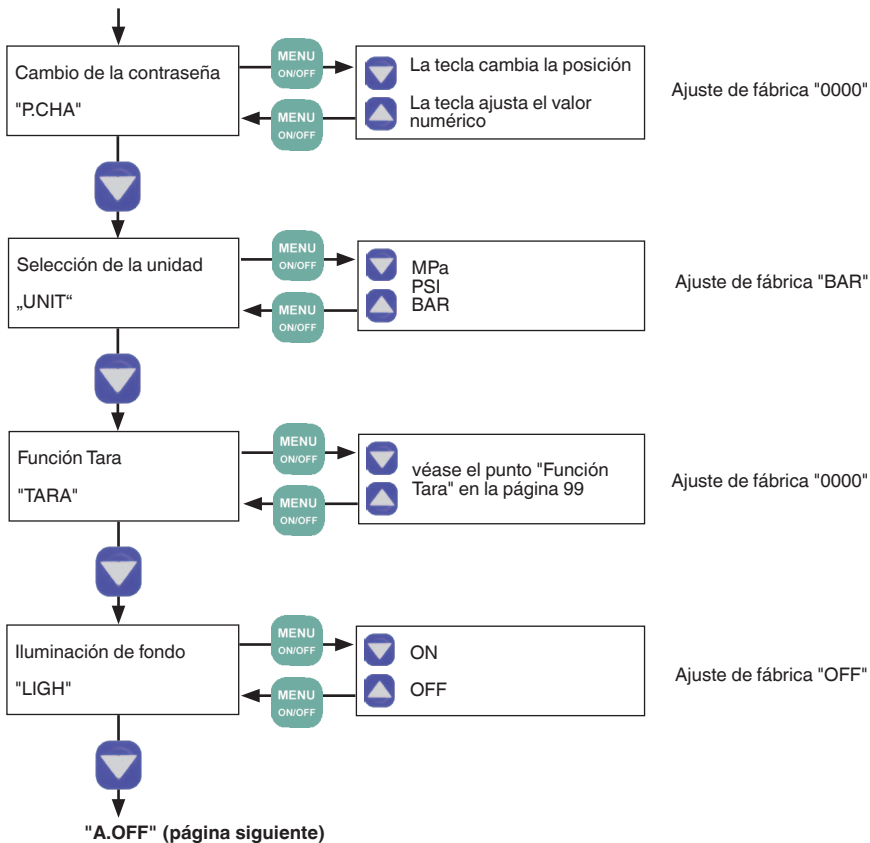 Cambio de la contraseña
"P.CHA"
MENU
ON/OFF
MENU
ON/OFF
La tecla cambia la posición
La tecla ajusta el valor
numérico
Ajuste de fábrica "0000"
Selección de la unidad
„UNIT“
MENU
ON/OFF
MENU
ON/OFF
MPa
PSI
BAR
Ajuste de fábrica "BAR"
Función Tara
"TARA"
MENU
ON/OFF
MENU
ON/OFF
véase el punto "Función
Tara" en la página 99
Ajuste de fábrica "0000"
Iluminación de fondo
"LIGH"
MENU
ON/OFF
MENU
ON/OFF
ON
OFF
Ajuste de fábrica "OFF"
"A.OFF" (página siguiente)